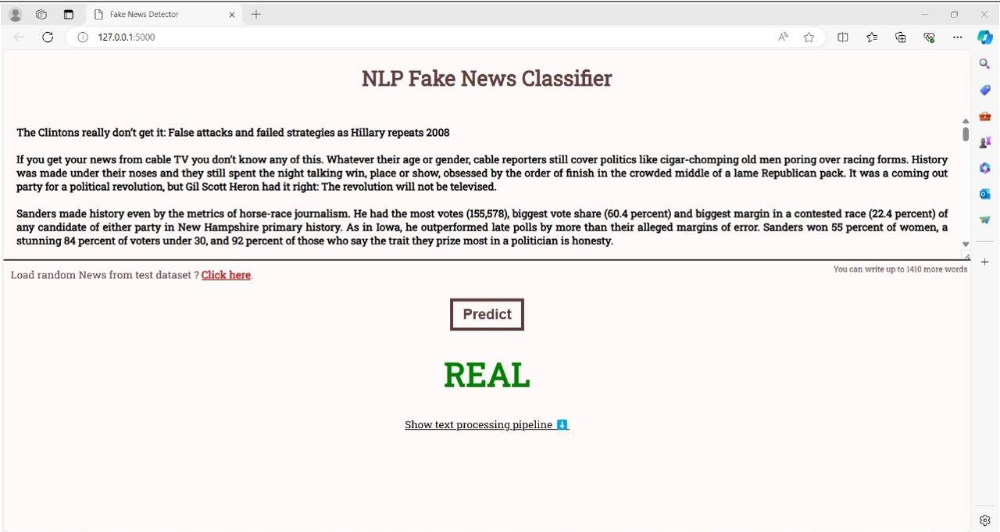 Fake News Detector
127.0.0.1:5000
NLP Fake News Classifier
The Clintons really don't get it: False attacks and failed strategies as Hillary repeats 2008
If you get your news from cable TV you don't know any of this. Whatever their age or gender, cable reporters still cover politics like cigar-chomping old men poring over racing forms. History
was made under their noses and they still spent the night talking win, place or show, obsessed by the order of finish in the crowded middle of a lame Republican pack. It was a coming out
party for a political revolution, but Gil Scott Heron had it right: The revolution will not be televised.
Sanders made history even by the metrics of horse-race journalism. He had the most votes (155,578), biggest vote share (60.4 percent) and biggest margin in a contested race (22.4 percent) of
any candidate of either party in New Hampshire primary history. As in Iowa, he outperformed late polls by more than their alleged margins of error. Sanders won 55 percent of women, a
stunning 84 percent of voters under 30, and 92 percent of those who say the trait they prize most in a politician is honesty.
Load random News from test dataset ? Click here.
You can write up to 1410 more words
Predict
REAL
Show text processing pipeline